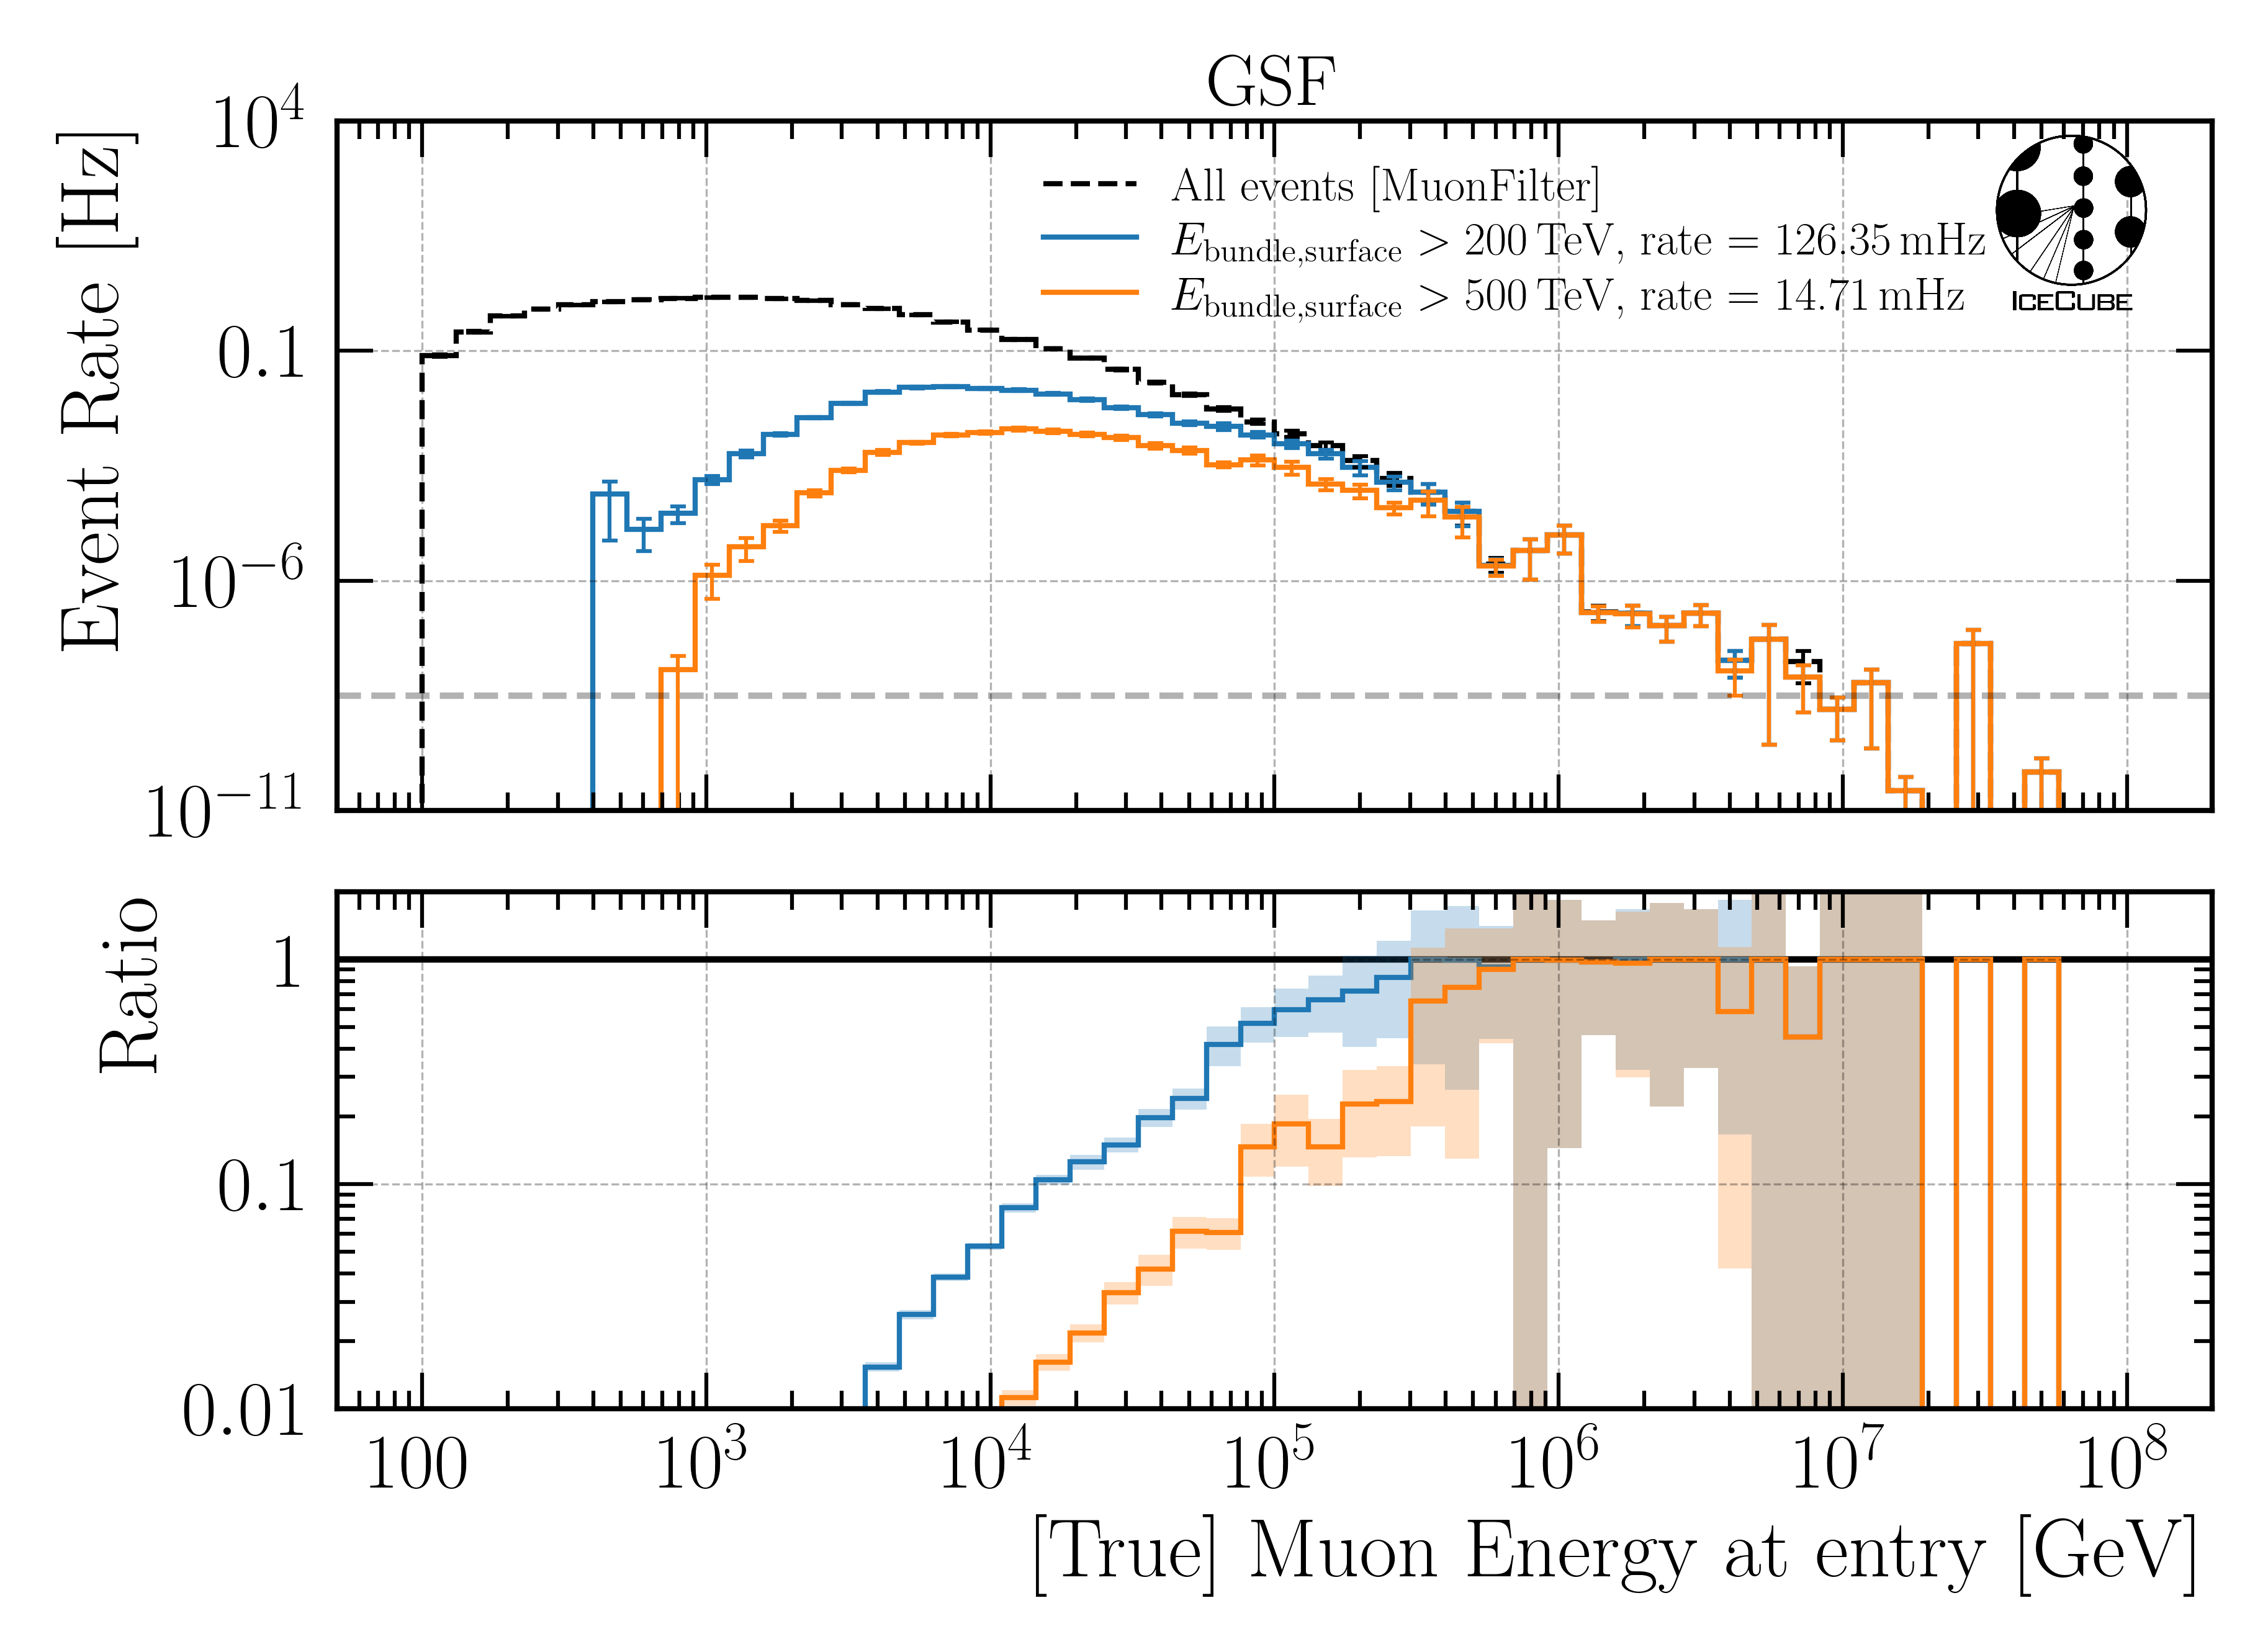 GSF
Event Rate [Hz]
10^4
0.1
10^−6
10^−11
All events [MuonFilter]
E_bundle,surface > 200 TeV, rate = 126.35 mHz
E_bundle,surface > 500 TeV, rate = 14.71 mHz
ICECUBE
Ratio
1
0.1
0.01
100 10^3 10^4 10^5 10^6 10^7 10^8
[True] Muon Energy at entry [GeV]